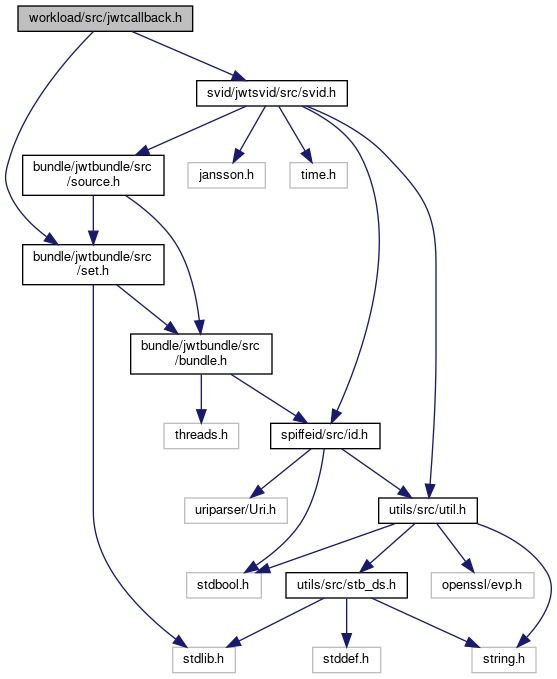 workload/src/jwtcallback.h
svid/jwtsvid/src/svid.h
bundle/jwtbundle/src
/source.h
jansson.h
time.h
bundle/jwtbundle/src
/set.h
bundle/jwtbundle/src
/bundle.h
threads.h
spiffeid/src/id.h
uriparser/Uri.h
utils/src/util.h
stdbool.h
utils/src/stb_ds.h
openssl/evp.h
stdlib.h
stddef.h
string.h